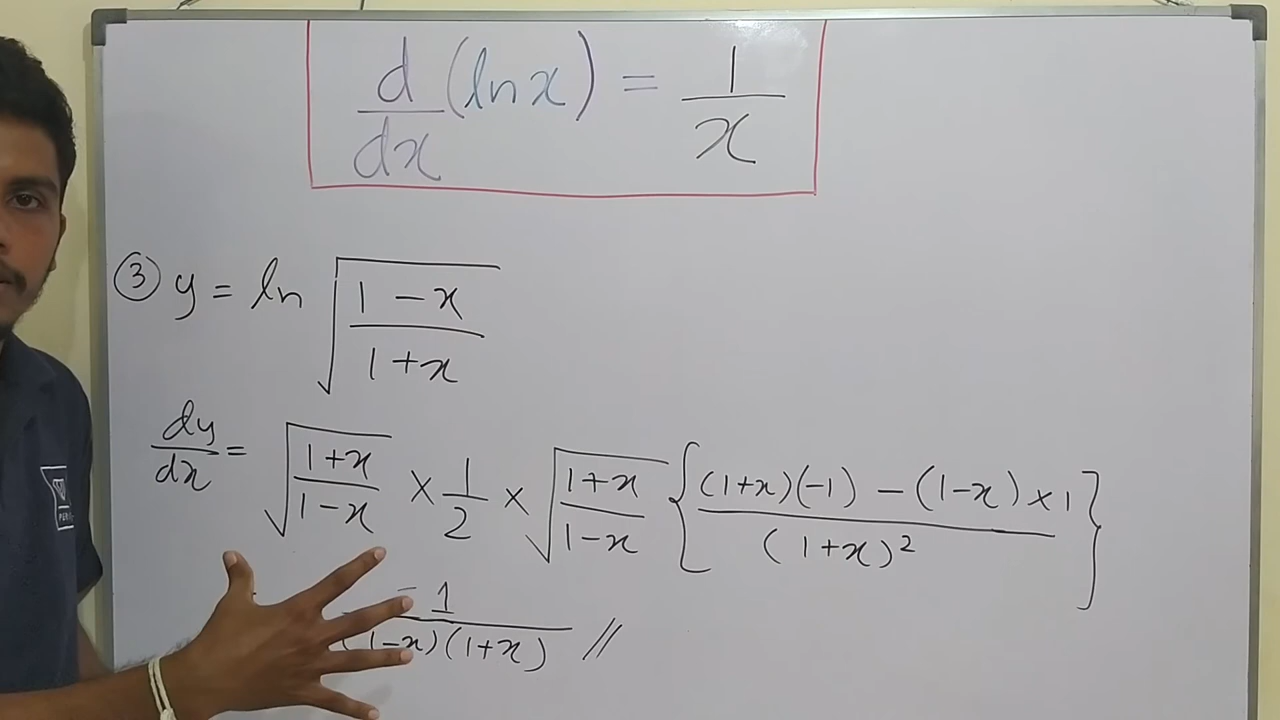 d/dx (ln x) = 1/x
③ y = ln √((1 − x)/(1 + x))
dy/dx = √((1+x)/(1−x)) × 1/2 × √((1+x)/(1−x)) { ((1+x)(−1) − (1−x) × 1)/((1+x)²) }
−1/((1−x)(1+x)) //